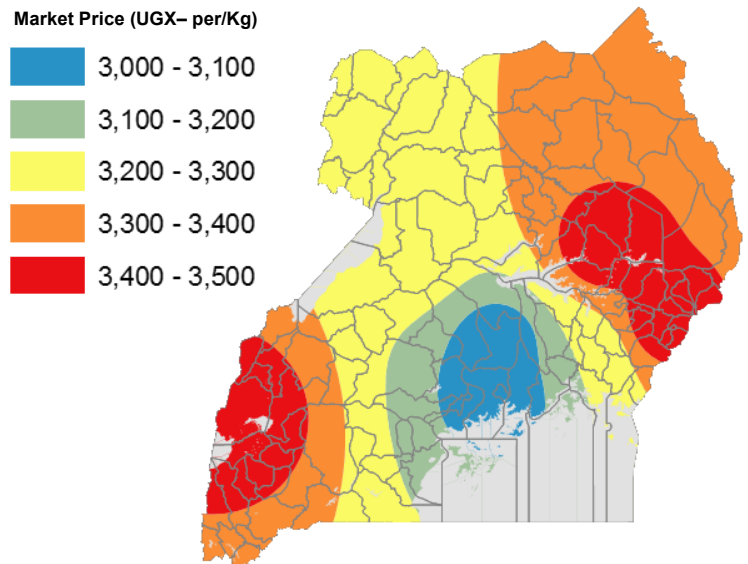 Market Price (UGX– per/Kg)
3,000 - 3,100
3,100 - 3,200
3,200 - 3,300
3,300 - 3,400
3,400 - 3,500